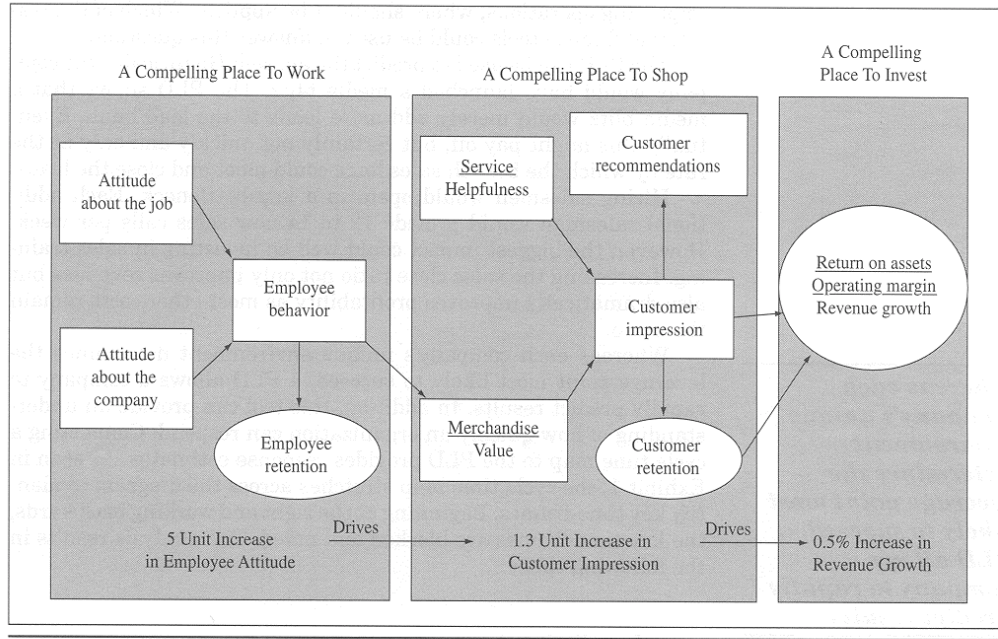 A Compelling Place To Work
A Compelling Place To Shop
A Compelling
Place To Invest
Attitude
about the job
Attitude
about the
company
Employee
behavior
Employee
retention
Service
Helpfulness
Merchandise
Value
Customer
recommendations
Customer
impression
Customer
retention
Return on assets
Operating margin
Revenue growth
5 Unit Increase
in Employee Attitude
Drives
1.3 Unit Increase in
Customer Impression
Drives
0.5% Increase in
Revenue Growth